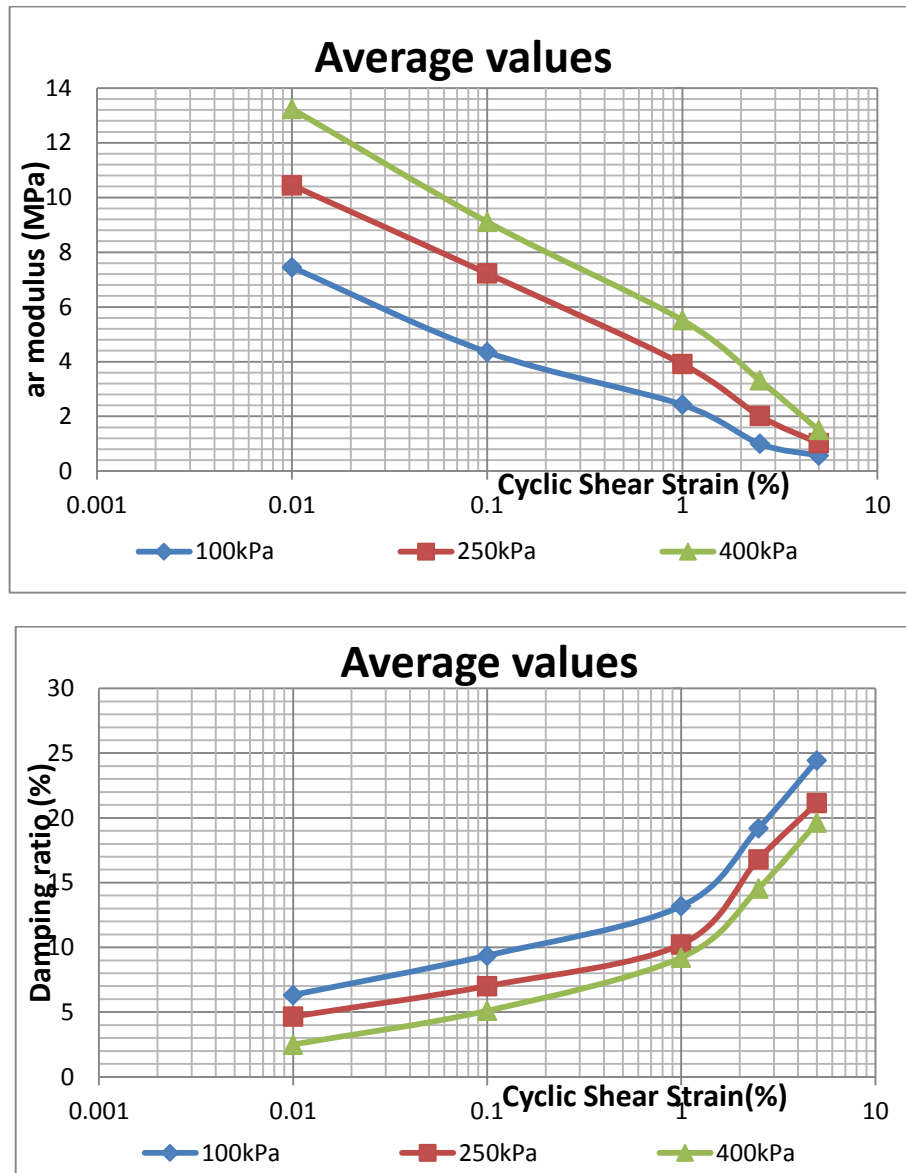 Average values
14
12
10
8
6
4
2
0
ar modulus (MPa)
Cyclic Shear Strain (%)
0.001 0.01 0.1 1 10
100kPa 250kPa 400kPa
Average values
30
25
20
15
10
5
0
Damping ratio (%)
Cyclic Shear Strain(%)
0.001 0.01 0.1 1 10
100kPa 250kPa 400kPa